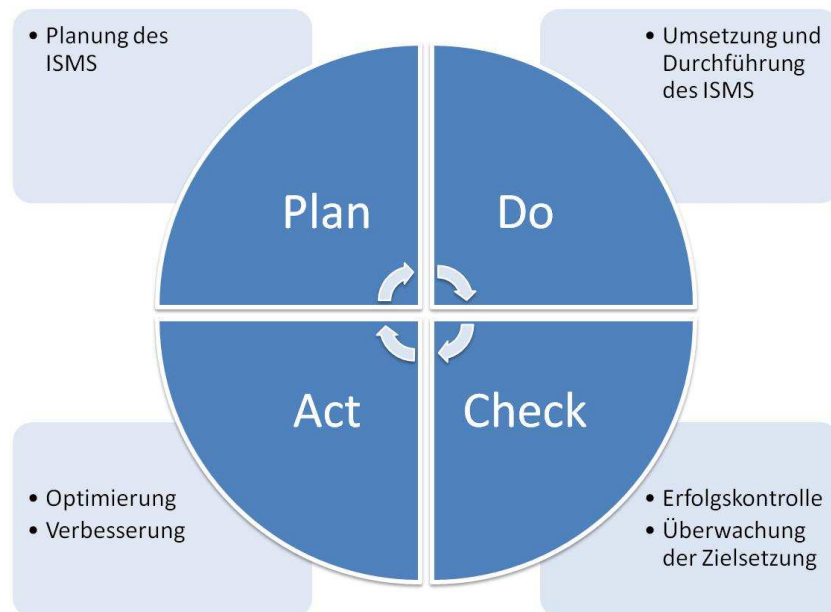 • Planung des
ISMS
• Umsetzung und
Durchführung
des ISMS
Plan
Do
Act
Check
• Optimierung
• Verbesserung
• Erfolgskontrolle
• Überwachung
der Zielsetzung